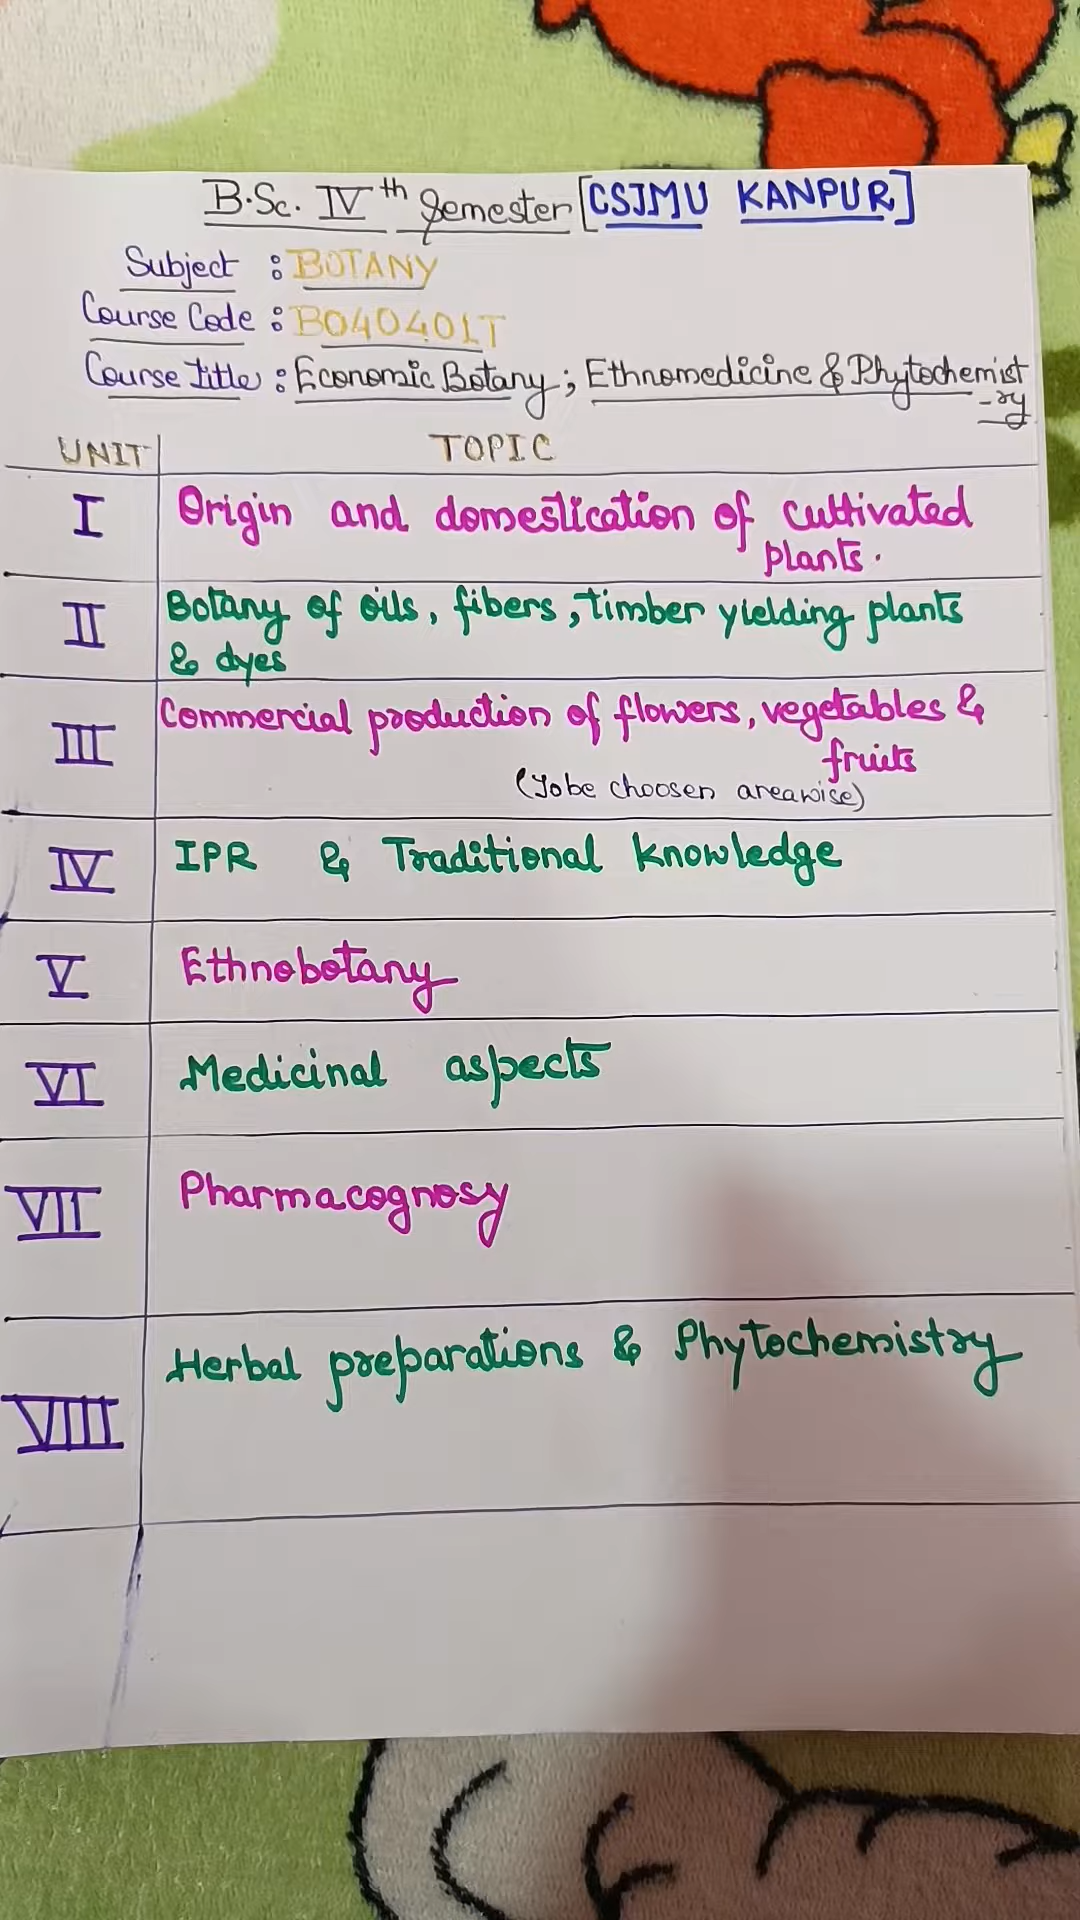 B.Sc. IVth Semester [CSJMU KANPUR]
Subject : BOTANY
Course Code : B040401T
Course Title : Economic Botany ; Ethnomedicine & Phytochemist
-ry
UNIT TOPIC
I Origin and domestication of cultivated
plants.
II Botany of oils, fibers, timber yielding plants
& dyes
III Commercial production of flowers, vegetables &
fruits
(To be choosen areawise)
IV IPR & Traditional knowledge
V Ethnobotany
VI Medicinal aspects
VII Pharmacognosy
VIII Herbal preparations & Phytochemistry